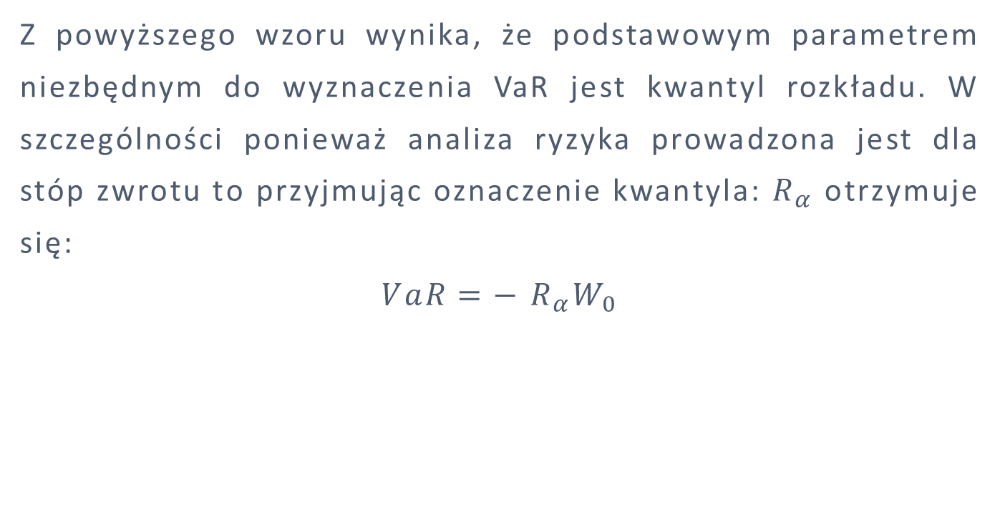 Z powyższego wzoru wynika, że podstawowym parametrem
niezbędnym do wyznaczenia VaR jest kwantyl rozkładu. W
szczególności ponieważ analiza ryzyka prowadzona jest dla
stóp zwrotu to przyjmując oznaczenie kwantyla: $R_\alpha$ otrzymuje
się:
$VaR = - R_\alpha W_0$